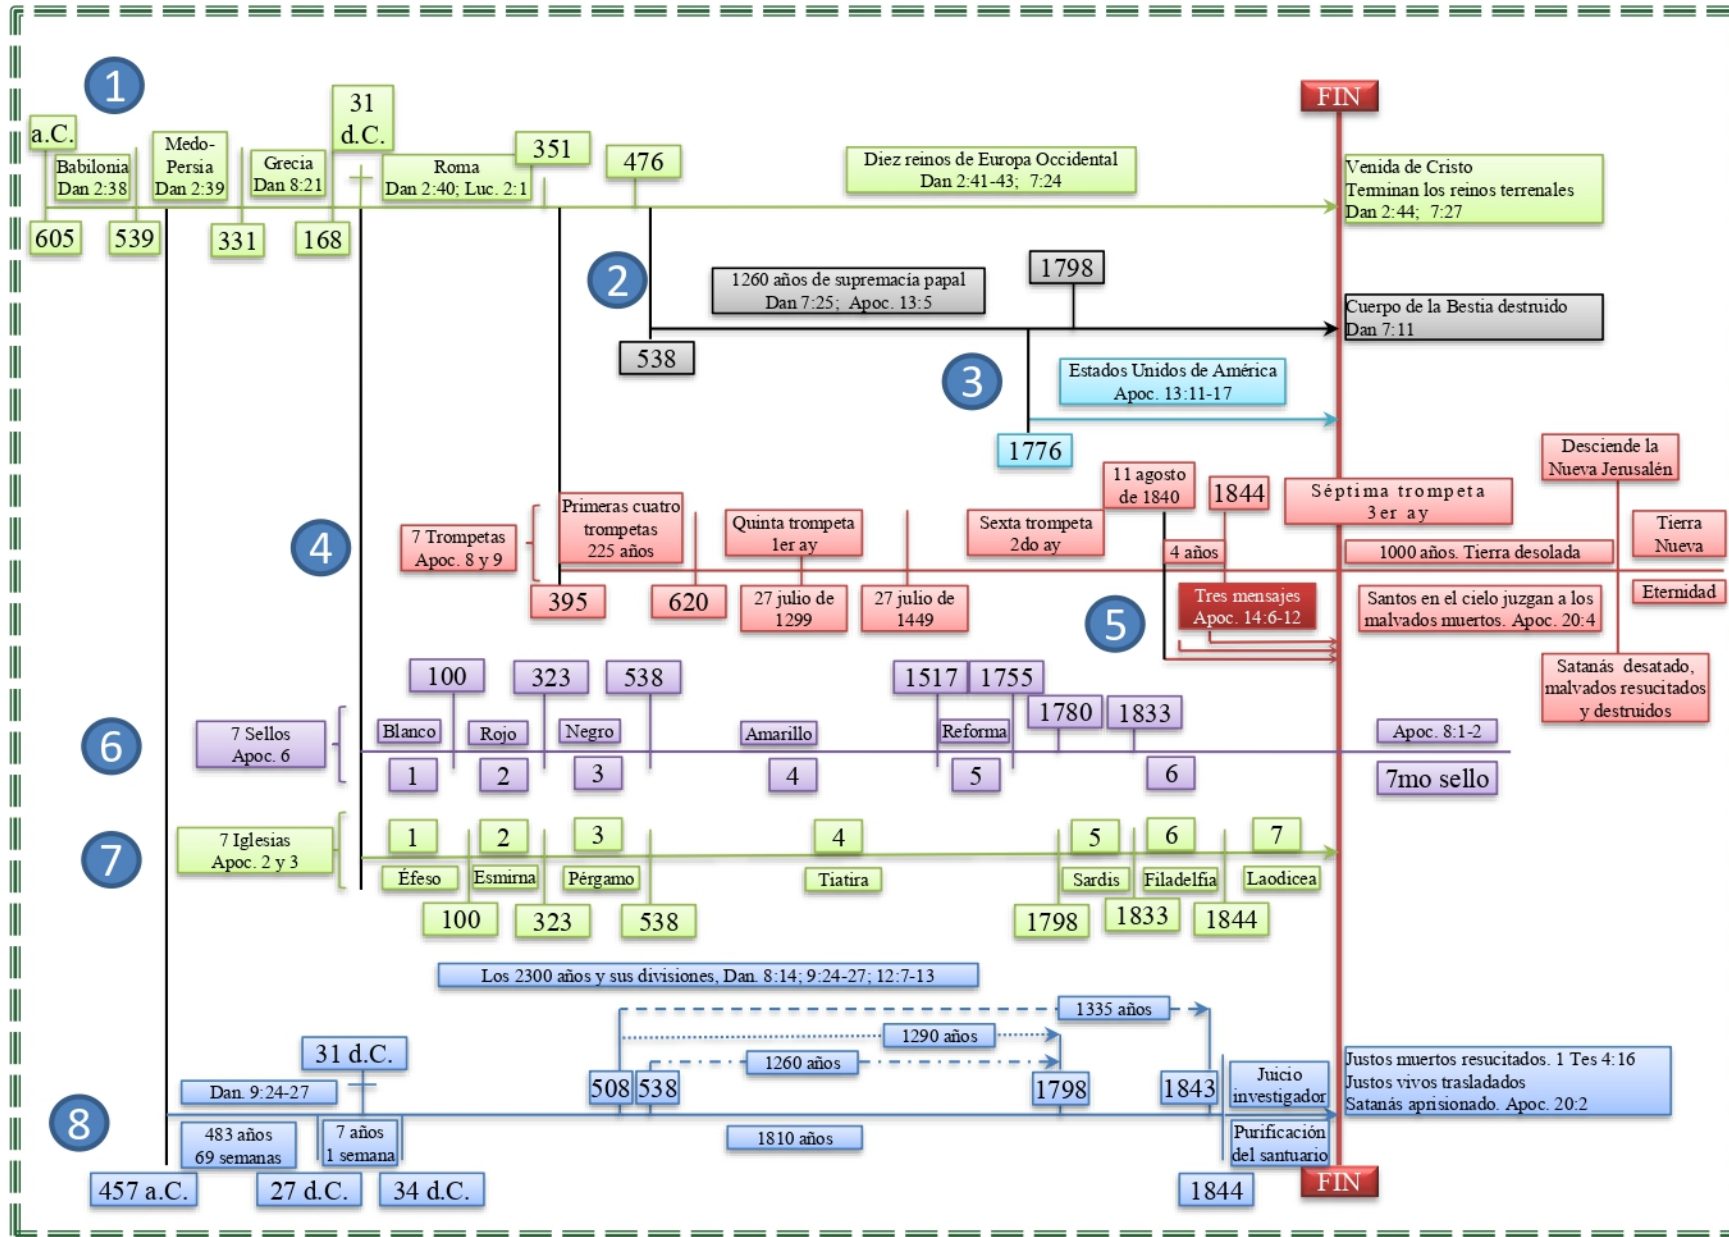 1
a.C.
Babilonia
Dan 2:38
Medo-
Persia
Dan 2:39
Grecia
Dan 8:21
31
d.C.
Roma
Dan 2:40; Luc. 2:1
351
476
Diez reinos de Europa Occidental
Dan 2:41-43; 7:24
FIN
Venida de Cristo
Terminan los reinos terrenales
Dan 2:44; 7:27
605
539
331
168
2
1260 años de supremacía papal
Dan 7:25; Apoc. 13:5
1798
Cuerpo de la Bestia destruido
Dan 7:11
538
3
Estados Unidos de América
Apoc. 13:11-17
1776
4
7 Trompetas
Apoc. 8 y 9
Primeras cuatro
trompetas
225 años
Quinta trompeta
1er ay
Sexta trompeta
2do ay
11 agosto
de 1840
1844
4 años
Séptima trompeta
3er ay
1000 años. Tierra desolada
Desciende la
Nueva Jerusalén
Tierra
Nueva
395
620
27 julio de
1299
27 julio de
1449
5
Tres mensajes
Apoc. 14:6-12
Santos en el cielo juzgan a los
malvados muertos. Apoc. 20:4
Eternidad
Satanás desatado,
malvados resucitados
y destruidos
6
7 Sellos
Apoc. 6
100
323
538
1517
1755
1780
1833
Blanco
Rojo
Negro
Amarillo
Reforma
Apoc. 8:1-2
1
2
3
4
5
6
7mo sello
7
7 Iglesias
Apoc. 2 y 3
1
2
3
4
5
6
7
Éfeso
Esmirna
Pérgamo
Tiatira
Sardis
Filadelfía
Laodicea
100
323
538
1798
1833
1844
Los 2300 años y sus divisiones, Dan. 8:14; 9:24-27; 12:7-13
1335 años
1290 años
1260 años
8
Dan. 9:24-27
31 d.C.
508
538
1798
1843
Juicio
investigador
Justos muertos resucitados. 1 Tes 4:16
Justos vivos trasladados
Satanás aprisionado. Apoc. 20:2
483 años
69 semanas
7 años
1 semana
1810 años
Purificación
del santuario
457 a.C.
27 d.C.
34 d.C.
1844
FIN